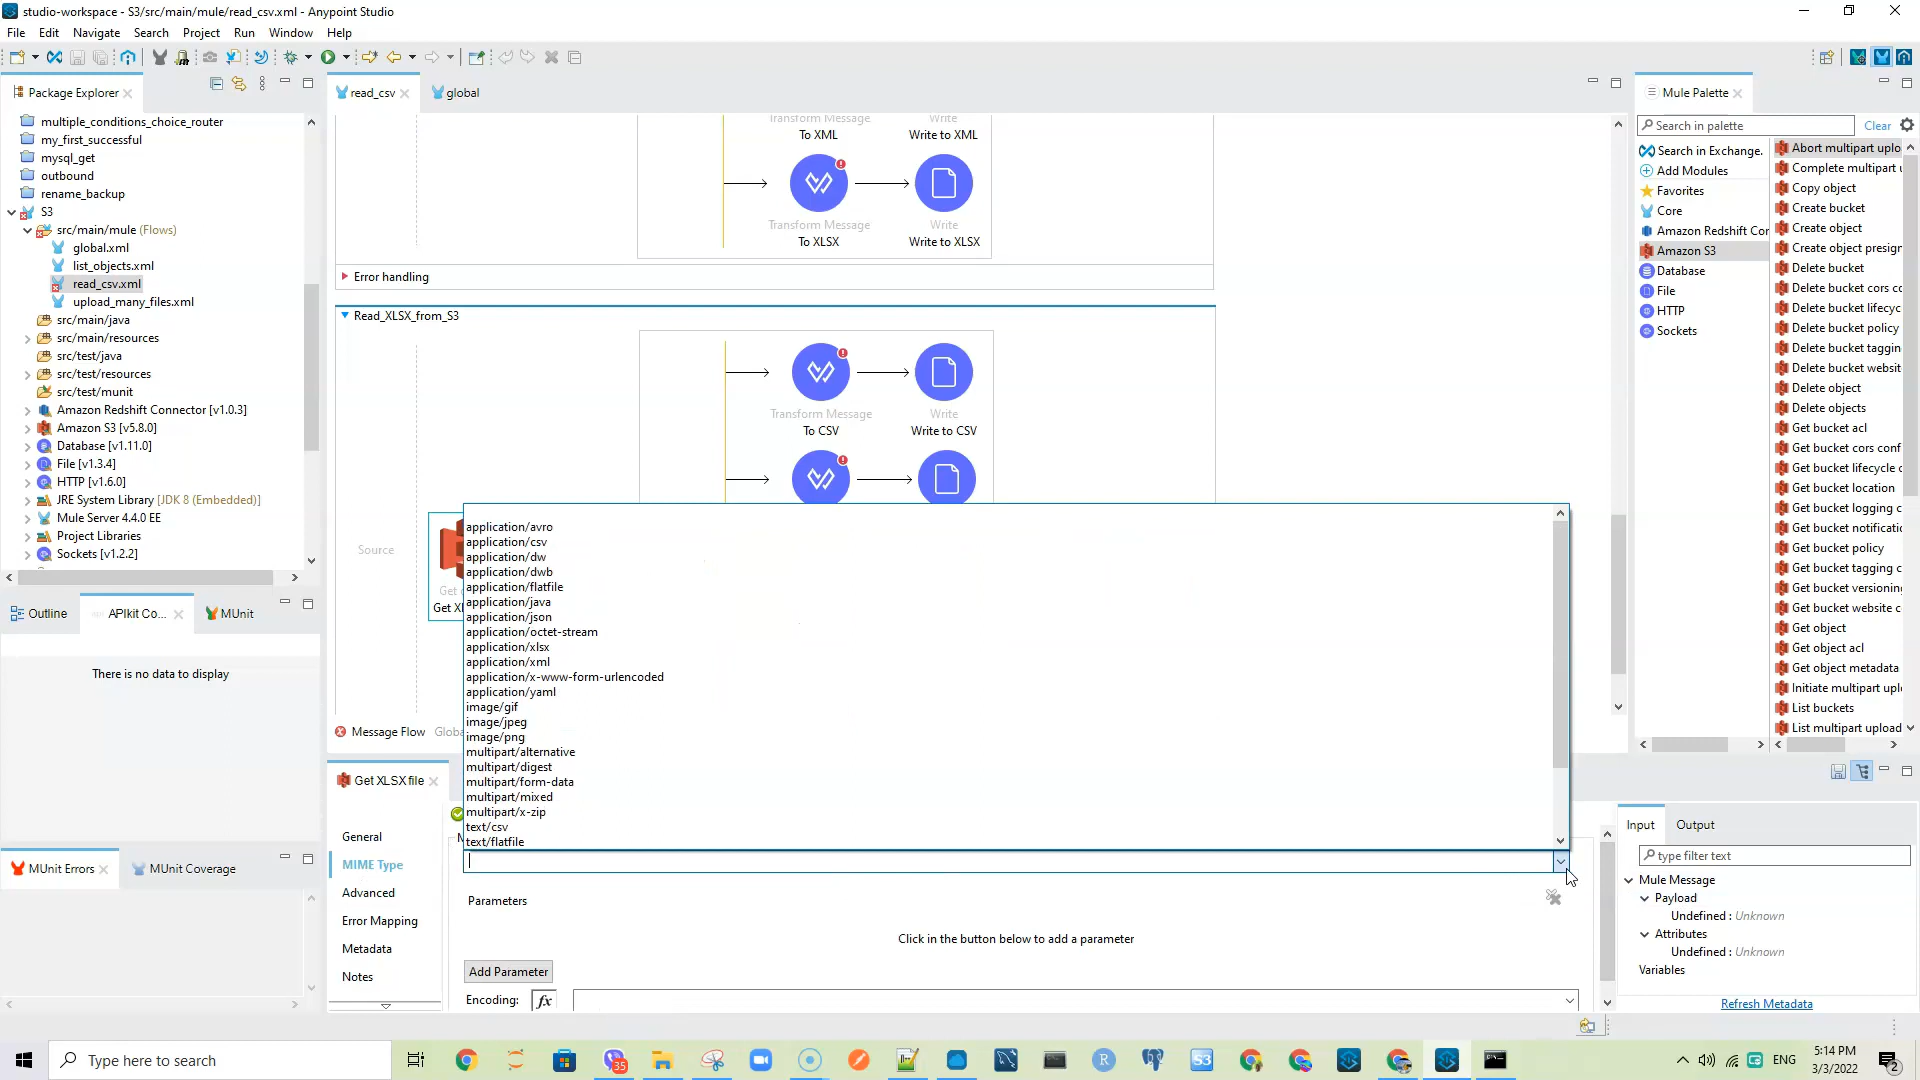 studio-workspace - S3/src/main/mule/read_csv.xml - Anypoint Studio
File Edit Navigate Search Project Run Window Help
Package Explorer
multiple_conditions_choice_router
my_first_successful
mysql_get
outbound
rename_backup
S3
src/main/mule (Flows)
global.xml
list_objects.xml
read_csv.xml
upload_many_files.xml
src/main/java
src/main/resources
src/test/java
src/test/resources
src/test/munit
Amazon Redshift Connector [v1.0.3]
Amazon S3 [v5.8.0]
Database [v1.11.0]
File [v1.3.4]
HTTP [v1.6.0]
JRE System Library [JDK 8 (Embedded)]
Mule Server 4.4.0 EE
Project Libraries
Sockets [v1.2.2]
Outline
APIkit Co...
MUnit
There is no data to display
MUnit Errors
MUnit Coverage
read_csv
global
Transform Message
To XML
Write
Write to XML
Transform Message
To XLSX
Write
Write to XLSX
Error handling
Read_XLSX_from_S3
Transform Message
To CSV
Write
Write to CSV
Source
Get
Get XL
Message Flow
Global
application/avro
application/csv
application/dw
application/dwb
application/flatfile
application/java
application/json
application/octet-stream
application/xlsx
application/xml
application/x-www-form-urlencoded
application/yaml
image/gif
image/jpeg
image/png
multipart/alternative
multipart/digest
multipart/form-data
multipart/mixed
multipart/x-zip
text/csv
text/flatfile
Get XLSX file
General
MIME Type
Advanced
Error Mapping
Metadata
Notes
Parameters
Click in the button below to add a parameter
Add Parameter
Encoding: fx
Mule Palette
Search in palette
Clear
Search in Exchange.
Add Modules
Favorites
Core
Amazon Redshift Cor
Amazon S3
Database
File
HTTP
Sockets
Abort multipart uplo
Complete multipart u
Copy object
Create bucket
Create object
Create object presign
Delete bucket
Delete bucket cors co
Delete bucket lifecyc
Delete bucket policy
Delete bucket taggin
Delete bucket website
Delete object
Delete objects
Get bucket acl
Get bucket cors conf
Get bucket lifecycle c
Get bucket location
Get bucket logging c
Get bucket notificatio
Get bucket policy
Get bucket tagging c
Get bucket versioning
Get bucket website c
Get object
Get object acl
Get object metadata
Initiate multipart upl
List buckets
List multipart upload
Input
Output
type filter text
Mule Message
Payload
Undefined : Unknown
Attributes
Undefined : Unknown
Variables
Refresh Metadata
Type here to search
35
R
S3
ENG
5:14 PM
3/3/2022
2